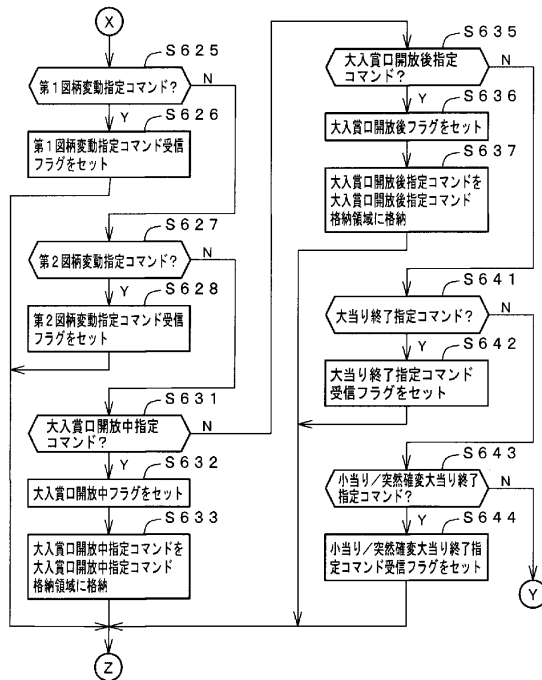 X
S625
第1図柄変動指定コマンド?
N
Y
S626
第1図柄変動指定コマンド受信
フラグをセット
S627
第2図柄変動指定コマンド?
N
Y
S628
第2図柄変動指定コマンド受信
フラグをセット
S631
大入賞口開放中指定
コマンド?
N
Y
S632
大入賞口開放中フラグをセット
S633
大入賞口開放中指定コマンドを
大入賞口開放中指定コマンド
格納領域に格納
Z
S635
大入賞口開放後指定
コマンド?
N
Y
S636
大入賞口開放後フラグをセット
S637
大入賞口開放後指定コマンドを
大入賞口開放後指定コマンド
格納領域に格納
S641
大当り終了指定コマンド?
N
Y
S642
大当り終了指定コマンド
受信フラグをセット
S643
小当り/突然確変大当り終了
指定コマンド?
N
Y
S644
小当り/突然確変大当り終了指
定コマンド受信フラグをセット
Y